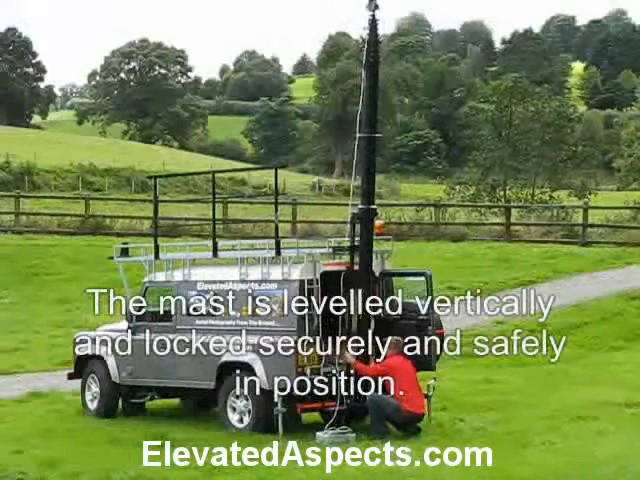 ElevatedAspects.com
The mast is levelled vertically
and locked securely and safely
in position.
ElevatedAspects.com